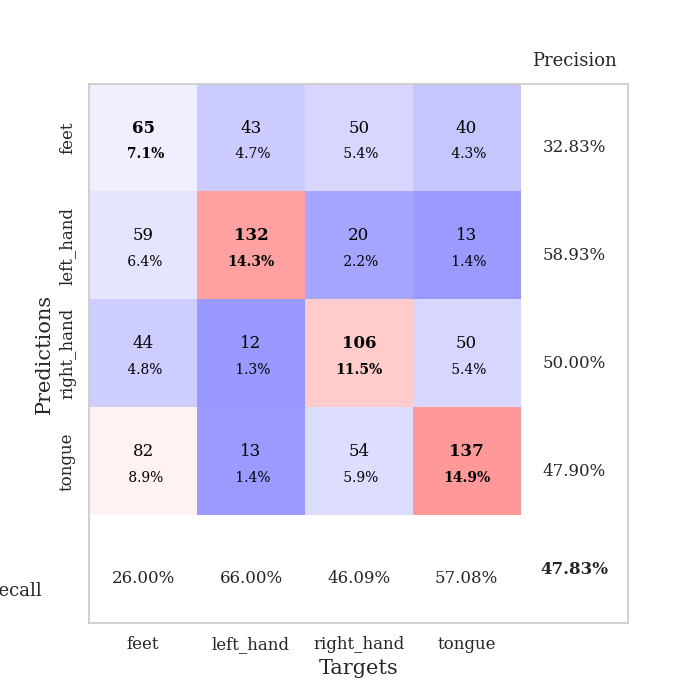 Precision
feet
65 43 50 40 32.83%
7.1% 4.7% 5.4% 4.3%
left_hand
59 132 20 13 58.93%
6.4% 14.3% 2.2% 1.4%
Predictions
right_hand
44 12 106 50 50.00%
4.8% 1.3% 11.5% 5.4%
tongue
82 13 54 137 47.90%
8.9% 1.4% 5.9% 14.9%
ecall
26.00% 66.00% 46.09% 57.08% 47.83%
feet left_hand right_hand tongue
Targets